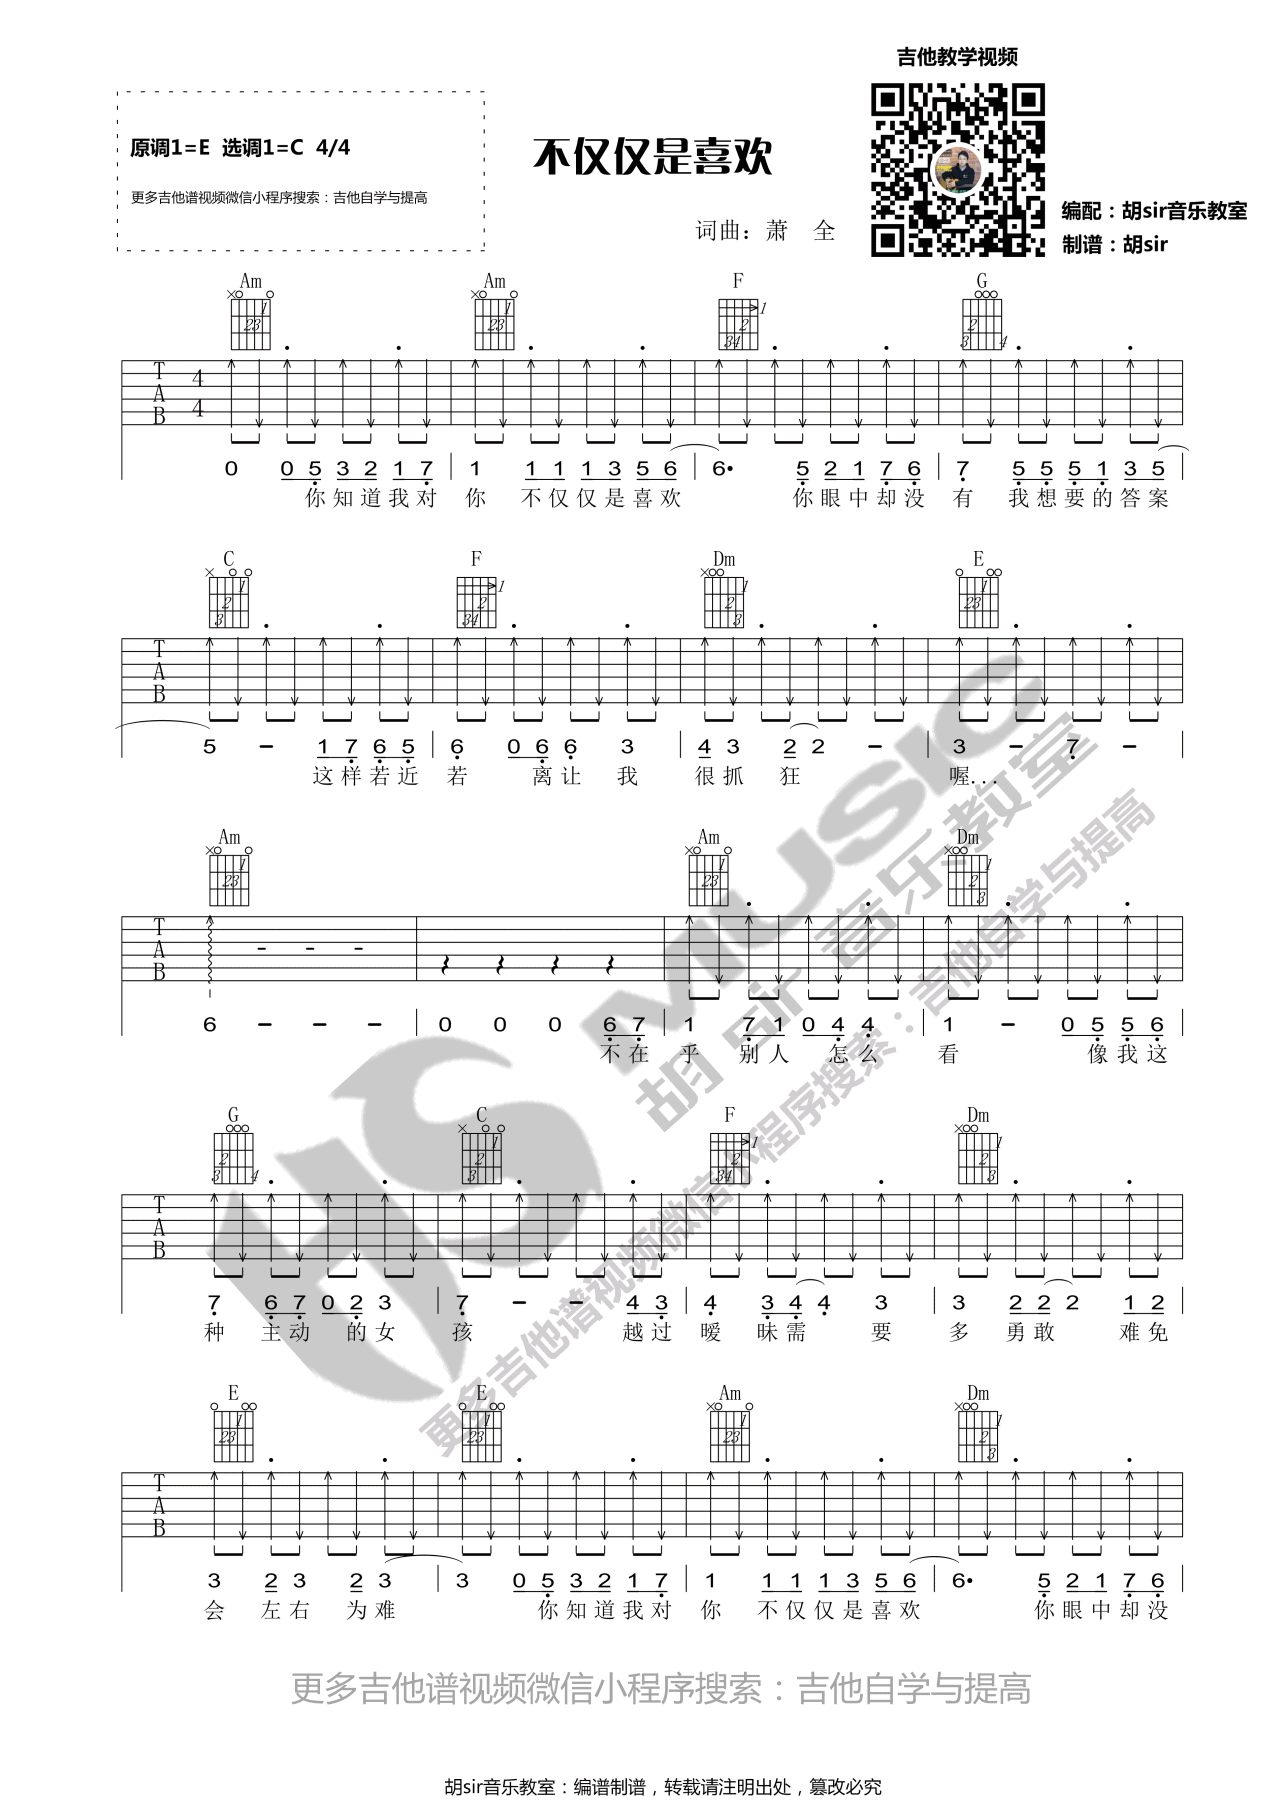 吉他教学视频
原调1=E 选调1=C 4/4
更多吉他谱视频微信小程序搜索：吉他自学与提高
不仅仅是喜欢
词曲：萧 全
编配：胡sir音乐教室
制谱：胡sir
Am Am F G
T A B 4 4
0 0 5 3 2 1 7 | 1 1 1 1 3 5 6 | 6• 5 2 1 7 6 | 7 5 5 5 1 3 5 |
你知道我对 你 不仅仅是喜欢 你眼中却没 有 我想要的答案
C F Dm E
T A B
5 - 1 7 6 5 | 6 0 6 6 3 | 4 3 2 2 - | 3 - 7 - |
这样若近 若 离让 我 很抓 狂 喔...
Am Am Dm
T A B
6 - - - | 0 0 0 6 7 | 1 7 1 0 4 4 | 1 - 0 5 5 6 |
不在 乎 别人 怎么 看 像我这
G C F Dm
T A B
7 6 7 0 2 3 | 7 - - 4 3 | 4 3 4 4 3 | 3 2 2 2 1 2 |
种 主动 的女 孩 越过 暧 昧需 要 多 勇敢 难免
E E Am Dm
T A B
3 2 3 2 3 | 3 0 5 3 2 1 7 | 1 1 1 1 3 5 6 | 6• 5 2 1 7 6 |
会 左右 为难 你知道我对 你 不仅仅是喜欢 你眼中却没
HS MUSIC
胡sir音乐教室
更多吉他谱视频微信小程序搜索：吉他自学与提高
更多吉他谱视频微信小程序搜索：吉他自学与提高
胡sir音乐教室：编谱制谱，转载请注明出处，篡改必究